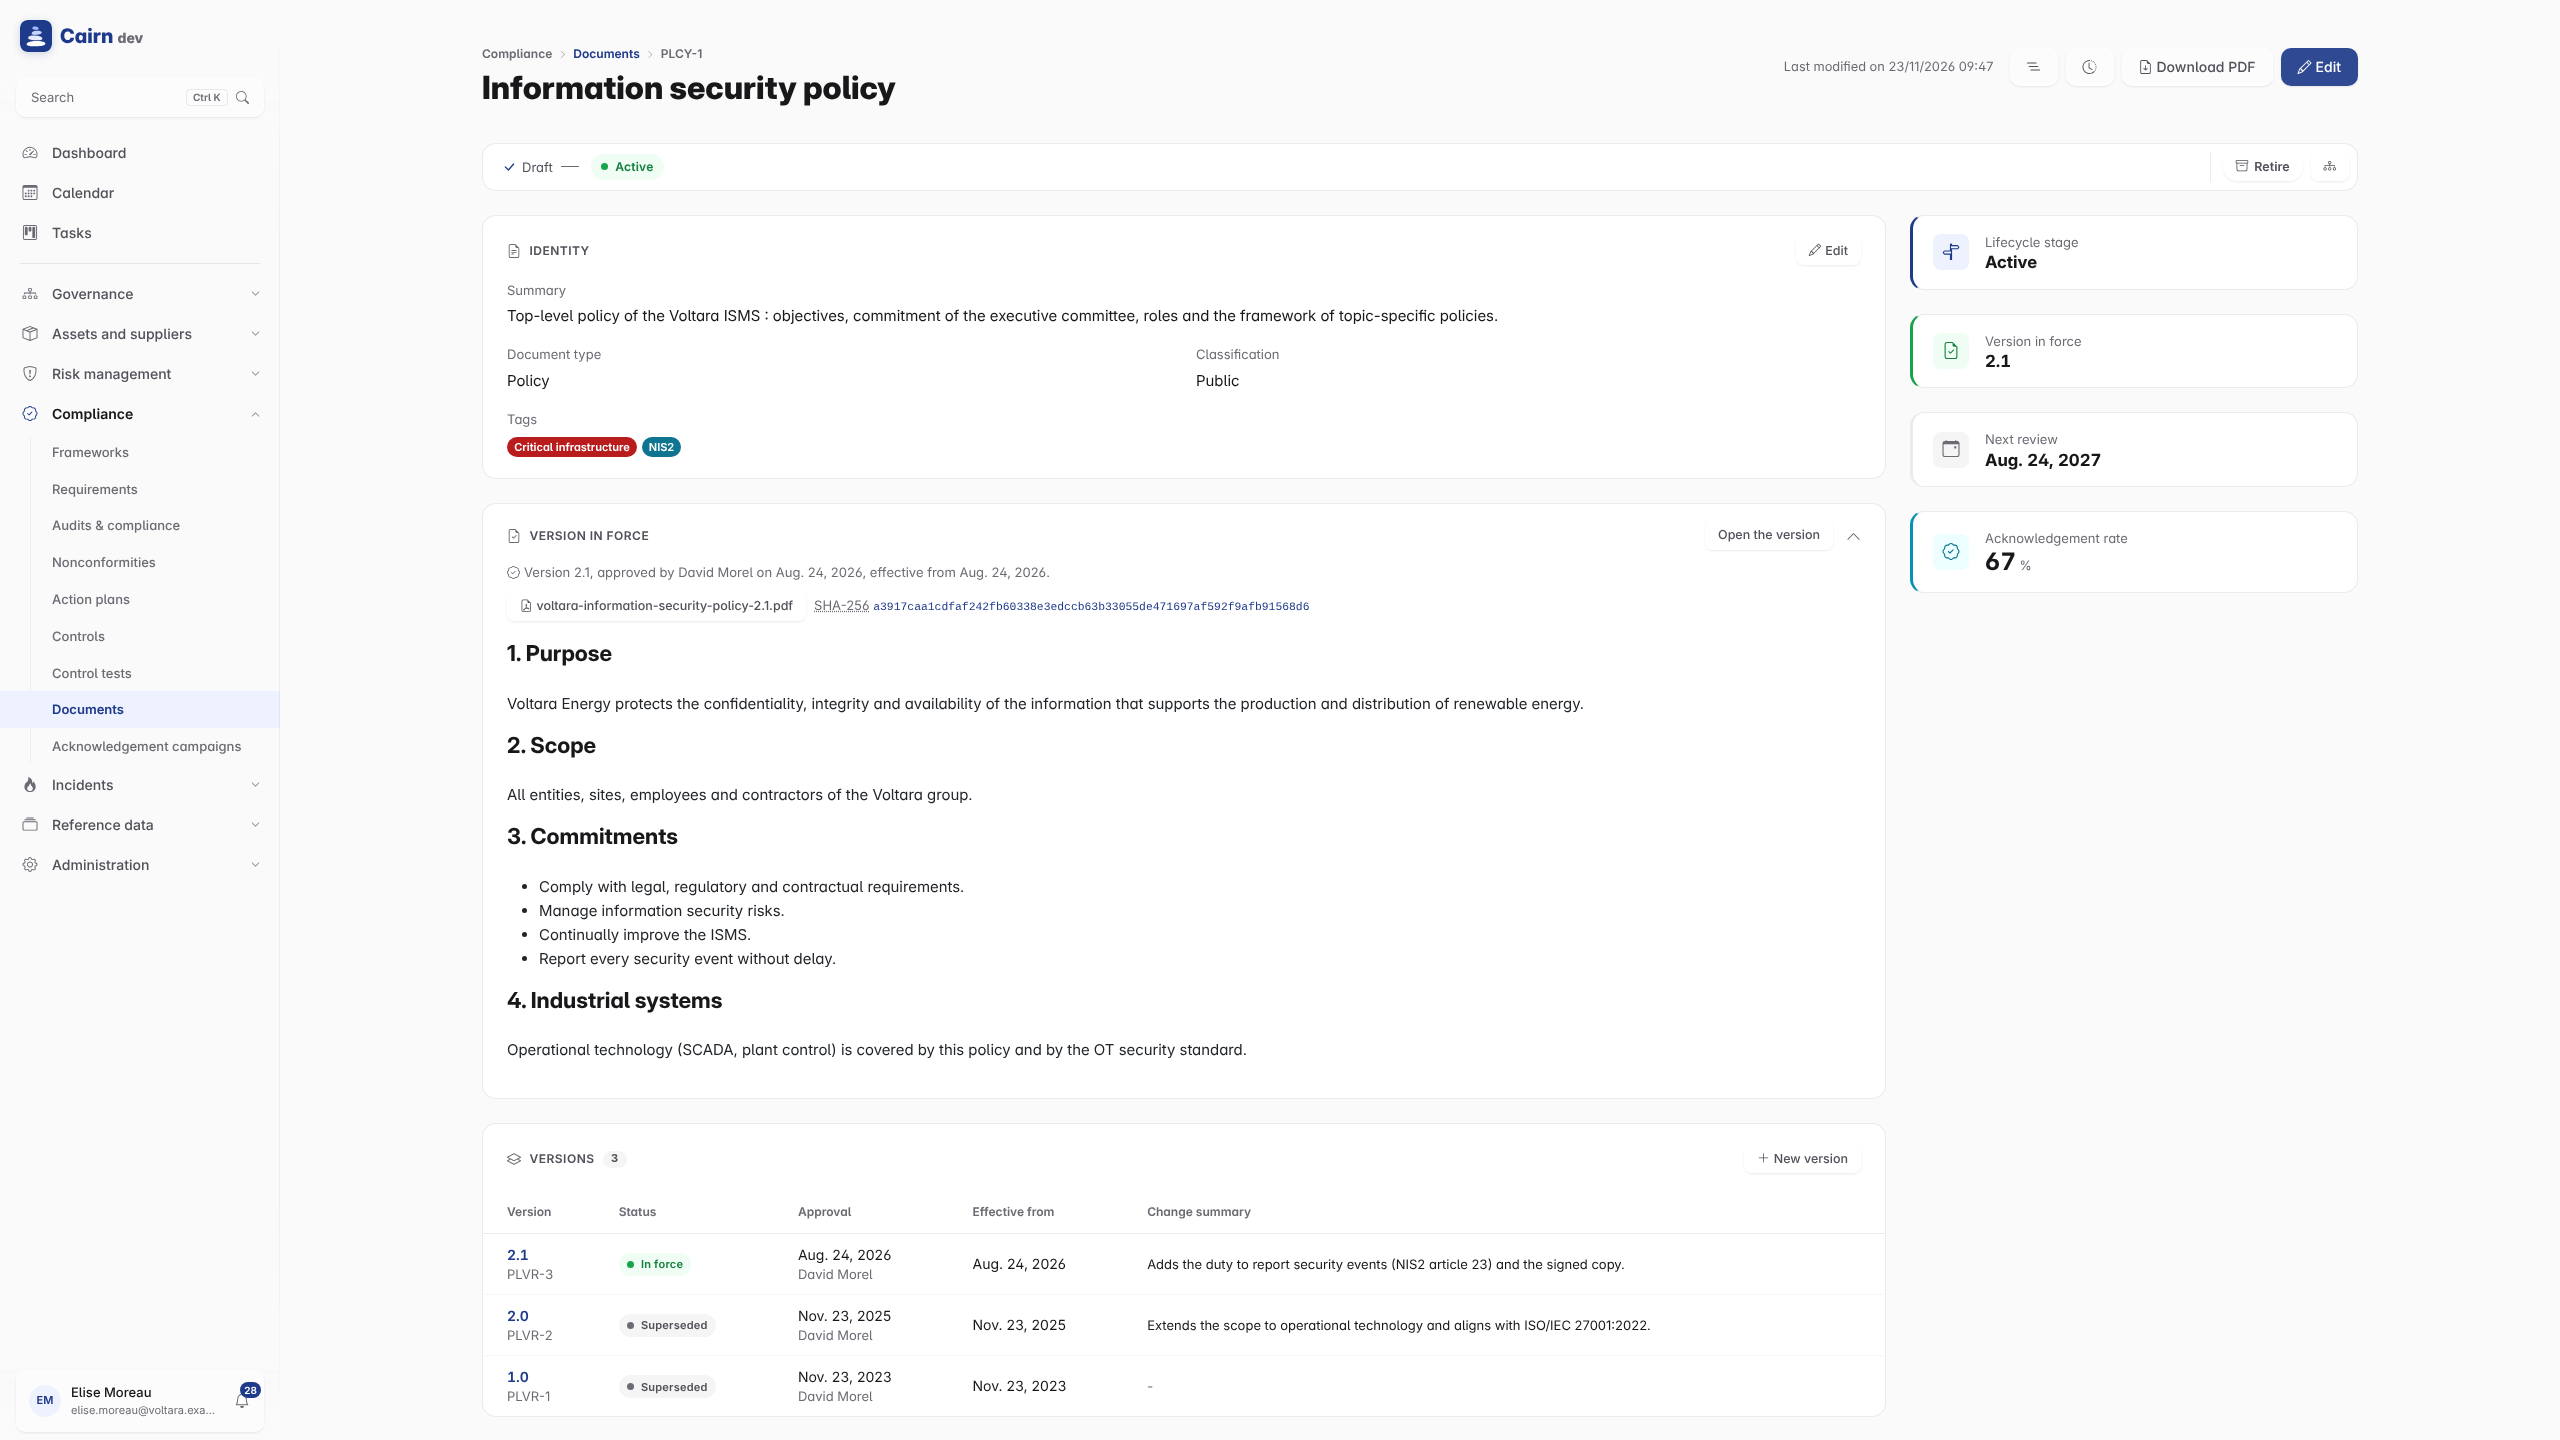 Cairn dev
Search Ctrl K
Dashboard
Calendar
Tasks
Governance
Assets and suppliers
Risk management
Compliance
Frameworks
Requirements
Audits & compliance
Nonconformities
Action plans
Controls
Control tests
Documents
Acknowledgement campaigns
Incidents
Reference data
Administration
EM
Elise Moreau
elise.moreau@voltara.exa...
28
Compliance > Documents > PLCY-1
Information security policy
Last modified on 23/11/2026 09:47
Download PDF
Edit
Draft — Active
Retire
IDENTITY
Edit
Summary
Top-level policy of the Voltara ISMS : objectives, commitment of the executive committee, roles and the framework of topic-specific policies.
Document type Classification
Policy Public
Tags
Critical infrastructure NIS2
VERSION IN FORCE
Open the version
Version 2.1, approved by David Morel on Aug. 24, 2026, effective from Aug. 24, 2026.
voltara-information-security-policy-2.1.pdf SHA-256 a3917caa1cdfaf242fb60338e3edccb63b33055de471697af592f9afb91568d6
1. Purpose
Voltara Energy protects the confidentiality, integrity and availability of the information that supports the production and distribution of renewable energy.
2. Scope
All entities, sites, employees and contractors of the Voltara group.
3. Commitments
• Comply with legal, regulatory and contractual requirements.
• Manage information security risks.
• Continually improve the ISMS.
• Report every security event without delay.
4. Industrial systems
Operational technology (SCADA, plant control) is covered by this policy and by the OT security standard.
VERSIONS 3
+ New version
Version Status Approval Effective from Change summary
2.1
PLVR-3
In force
Aug. 24, 2026
David Morel
Aug. 24, 2026
Adds the duty to report security events (NIS2 article 23) and the signed copy.
2.0
PLVR-2
Superseded
Nov. 23, 2025
David Morel
Nov. 23, 2025
Extends the scope to operational technology and aligns with ISO/IEC 27001:2022.
1.0
PLVR-1
Superseded
Nov. 23, 2023
David Morel
Nov. 23, 2023
-
Lifecycle stage
Active
Version in force
2.1
Next review
Aug. 24, 2027
Acknowledgement rate
67 %